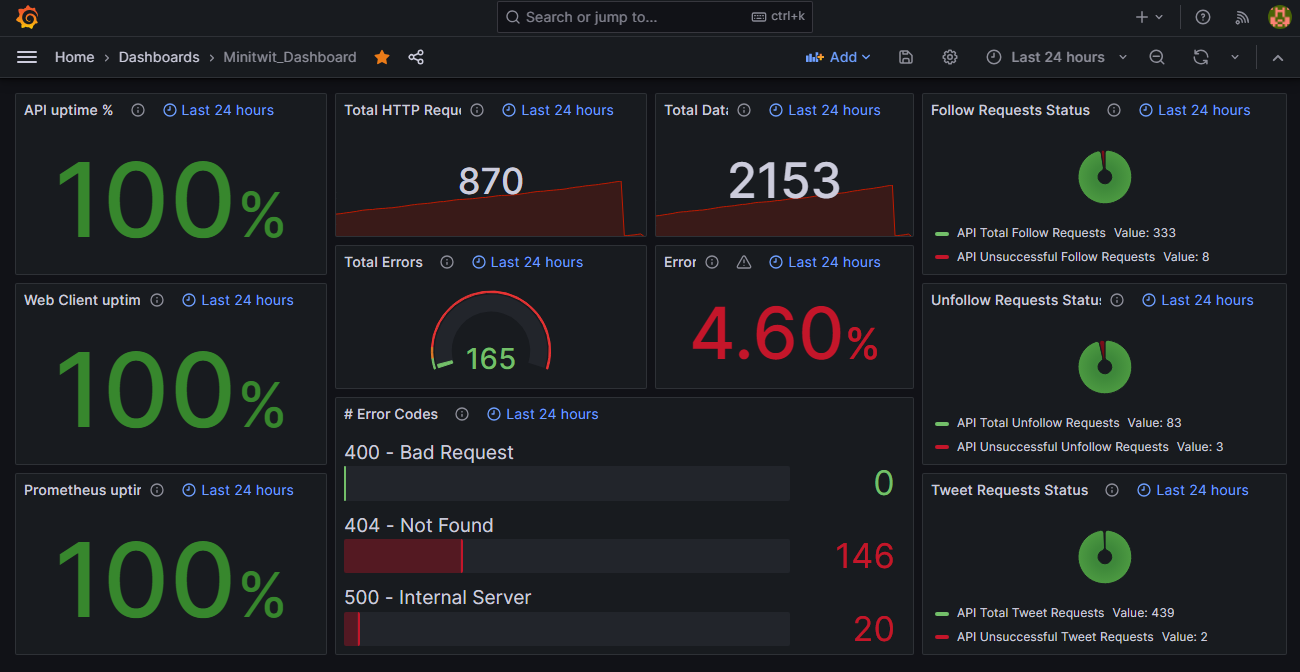 Search or jump to...
ctrl+k
Home › Dashboards › Minitwit_Dashboard
Add
Last 24 hours
API uptime %
Last 24 hours
100%
Web Client uptim
Last 24 hours
100%
Prometheus uptir
Last 24 hours
100%
Total HTTP Reque
Last 24 hours
870
Total Data
Last 24 hours
2153
Total Errors
Last 24 hours
165
Error
Last 24 hours
4.60%
# Error Codes
Last 24 hours
400 - Bad Request
0
404 - Not Found
146
500 - Internal Server
20
Follow Requests Status
Last 24 hours
API Total Follow Requests Value: 333
API Unsuccessful Follow Requests Value: 8
Unfollow Requests Status
Last 24 hours
API Total Unfollow Requests Value: 83
API Unsuccessful Unfollow Requests Value: 3
Tweet Requests Status
Last 24 hours
API Total Tweet Requests Value: 439
API Unsuccessful Tweet Requests Value: 2